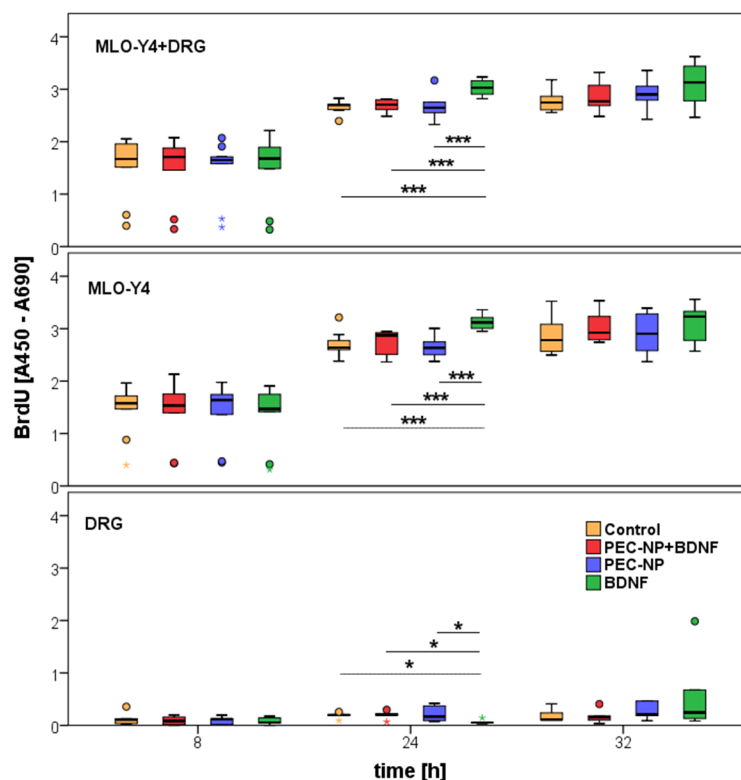 BrdU [A450 - A690]
MLO-Y4+DRG
4
3
2
1
0
***
***
***
MLO-Y4
4
3
2
1
0
***
***
***
DRG
4
3
2
1
0
Control
PEC-NP+BDNF
PEC-NP
BDNF
*
*
*
8 24 32
time [h]